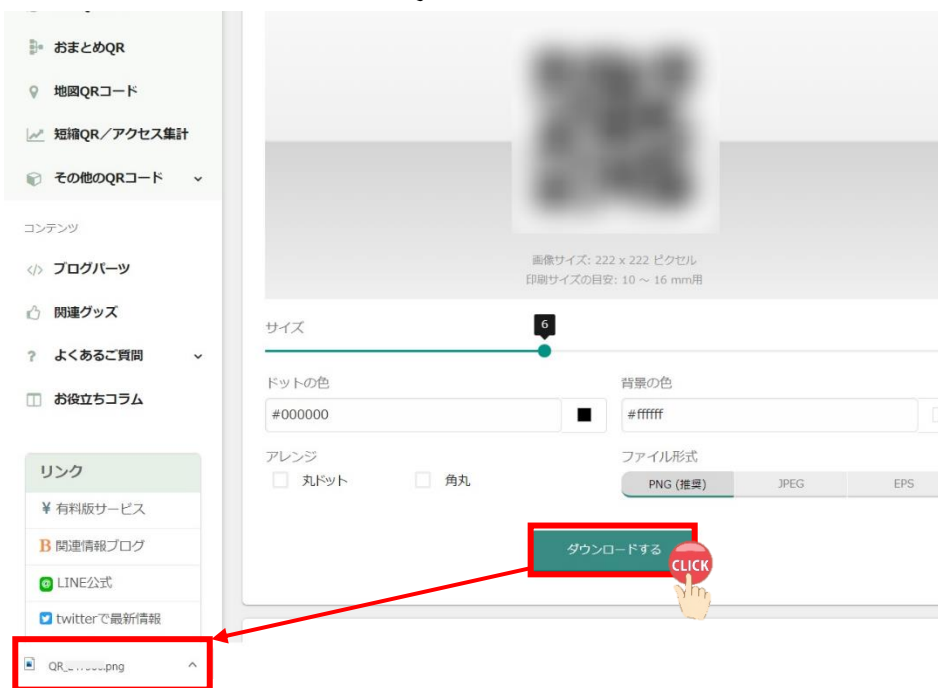 おまとめQR
地図QRコード
短縮QR／アクセス集計
その他のQRコード
コンテンツ
</> ブログパーツ
関連グッズ
? よくあるご質問
お役立ちコラム
リンク
¥ 有料版サービス
B 関連情報ブログ
@ LINE公式
twitterで最新情報
画像サイズ: 222 x 222 ピクセル
印刷サイズの目安: 10 ～ 16 mm用
サイズ
6
ドットの色
背景の色
#000000
#ffffff
アレンジ
ファイル形式
丸ドット
角丸
PNG (推奨)
JPEG
EPS
ダウンロードする
CLICK
.png